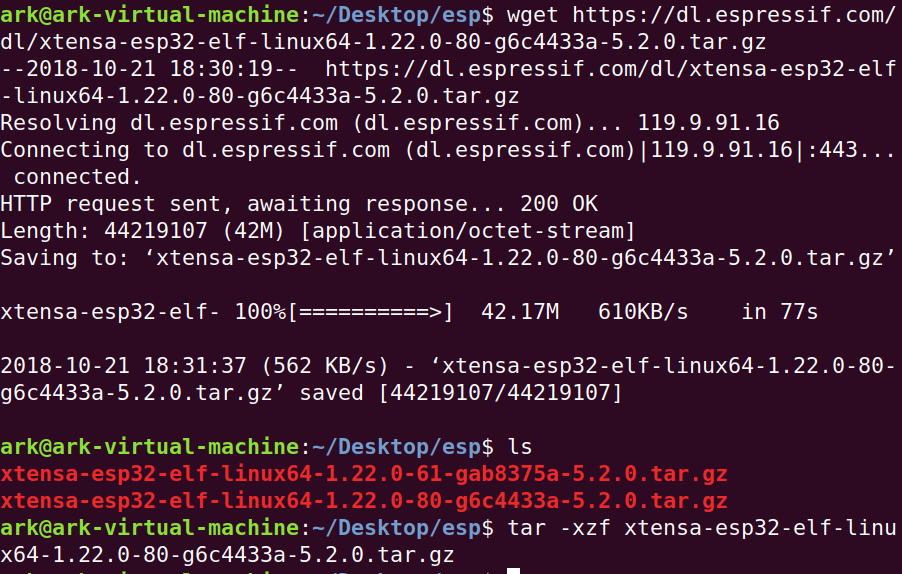 ark@ark-virtual-machine:~/Desktop/esp$ wget https://dl.espressif.com/
dl/xtensa-esp32-elf-linux64-1.22.0-80-g6c4433a-5.2.0.tar.gz
--2018-10-21 18:30:19--  https://dl.espressif.com/dl/xtensa-esp32-elf
-linux64-1.22.0-80-g6c4433a-5.2.0.tar.gz
Resolving dl.espressif.com (dl.espressif.com)... 119.9.91.16
Connecting to dl.espressif.com (dl.espressif.com)|119.9.91.16|:443...
 connected.
HTTP request sent, awaiting response... 200 OK
Length: 44219107 (42M) [application/octet-stream]
Saving to: ‘xtensa-esp32-elf-linux64-1.22.0-80-g6c4433a-5.2.0.tar.gz’
xtensa-esp32-elf- 100%[==========>]  42.17M   610KB/s    in 77s
2018-10-21 18:31:37 (562 KB/s) - ‘xtensa-esp32-elf-linux64-1.22.0-80-
g6c4433a-5.2.0.tar.gz’ saved [44219107/44219107]
ark@ark-virtual-machine:~/Desktop/esp$ ls
xtensa-esp32-elf-linux64-1.22.0-61-gab8375a-5.2.0.tar.gz
xtensa-esp32-elf-linux64-1.22.0-80-g6c4433a-5.2.0.tar.gz
ark@ark-virtual-machine:~/Desktop/esp$ tar -xzf xtensa-esp32-elf-linu
x64-1.22.0-80-g6c4433a-5.2.0.tar.gz